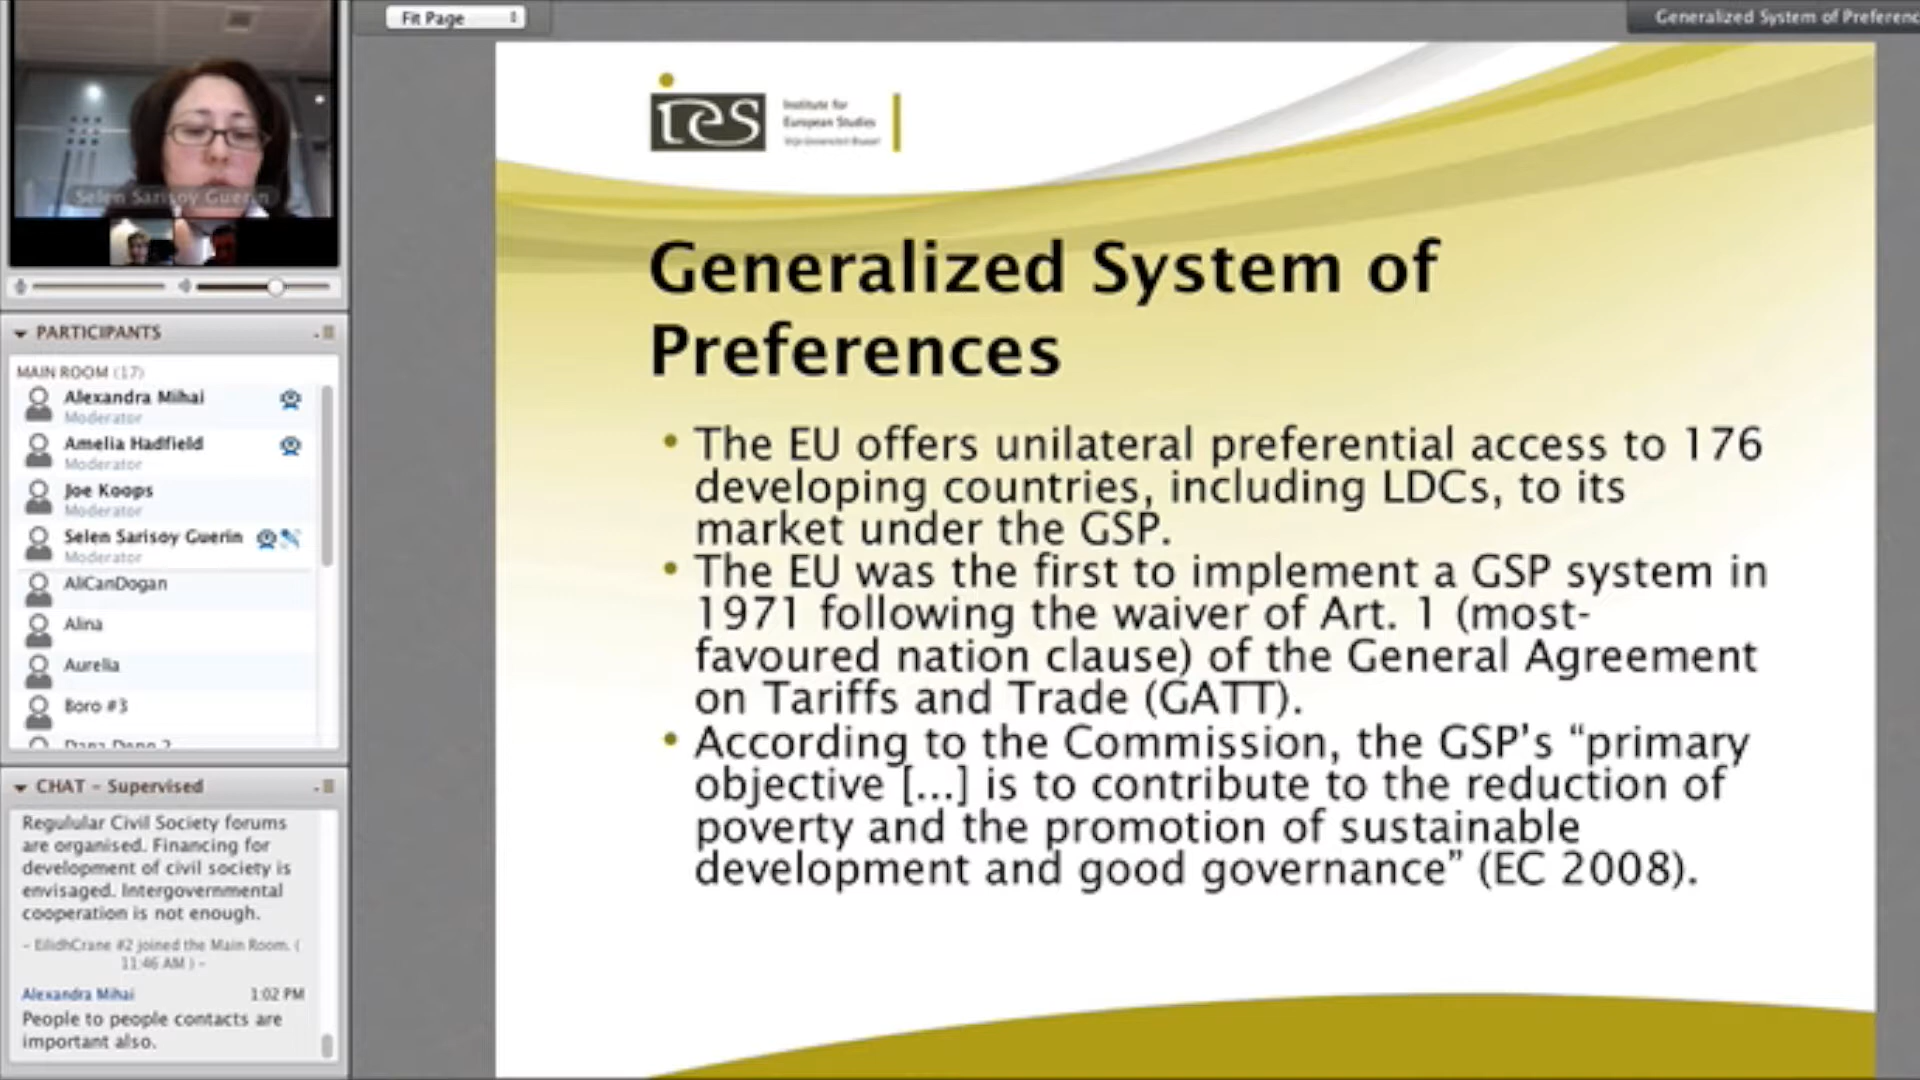 Fit Page
Generalized System of Preferenc
Selen Sarisoy Guerin
PARTICIPANTS
MAIN ROOM (17)
Alexandra Mihai
Moderator
Amelia Hadfield
Moderator
Joe Koops
Moderator
Selen Sarisoy Guerin
Moderator
AliCanDogan
Alina
Aurelia
Boro #3
CHAT - Supervised
Regulular Civil Society forums
are organised. Financing for
development of civil society is
envisaged. Intergovernmental
cooperation is not enough.
- EilidhCrane #2 joined the Main Room. (
11:46 AM ) -
Alexandra Mihai 1:02 PM
People to people contacts are
important also.
ies
Institute for
European Studies
Vrije Universiteit Brussel
Generalized System of
Preferences
• The EU offers unilateral preferential access to 176
developing countries, including LDCs, to its
market under the GSP.
• The EU was the first to implement a GSP system in
1971 following the waiver of Art. 1 (most-
favoured nation clause) of the General Agreement
on Tariffs and Trade (GATT).
• According to the Commission, the GSP’s “primary
objective [...] is to contribute to the reduction of
poverty and the promotion of sustainable
development and good governance” (EC 2008).